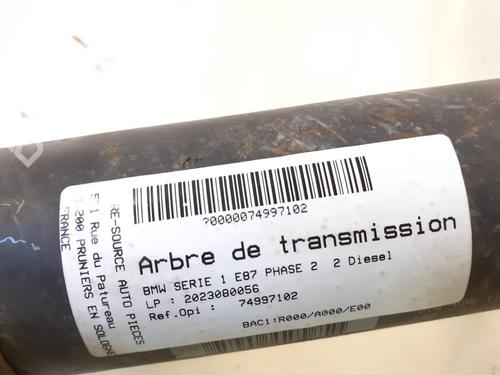 RE-SOURCE AUTO PIECES
Rue du Patureau
200 PRUNIERS EN SOLOGNE
FRANCE
?0000074997102
Arbre de transmission
BMW SERIE 1 E87 PHASE 2 2 Diesel
LP : 2023080056
Ref.Opi : 74997102
BAC1:R000/A000/E00